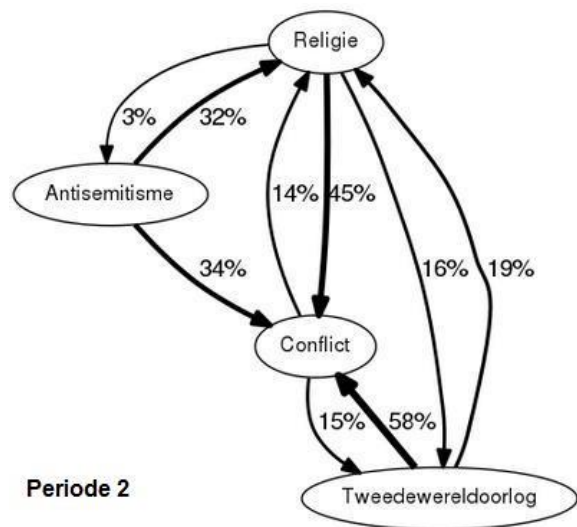 Religie
3% 32%
Antisemitisme
14% 45%
34%
16% 19%
Conflict
15% 58%
Periode 2
Tweedewereldoorlog